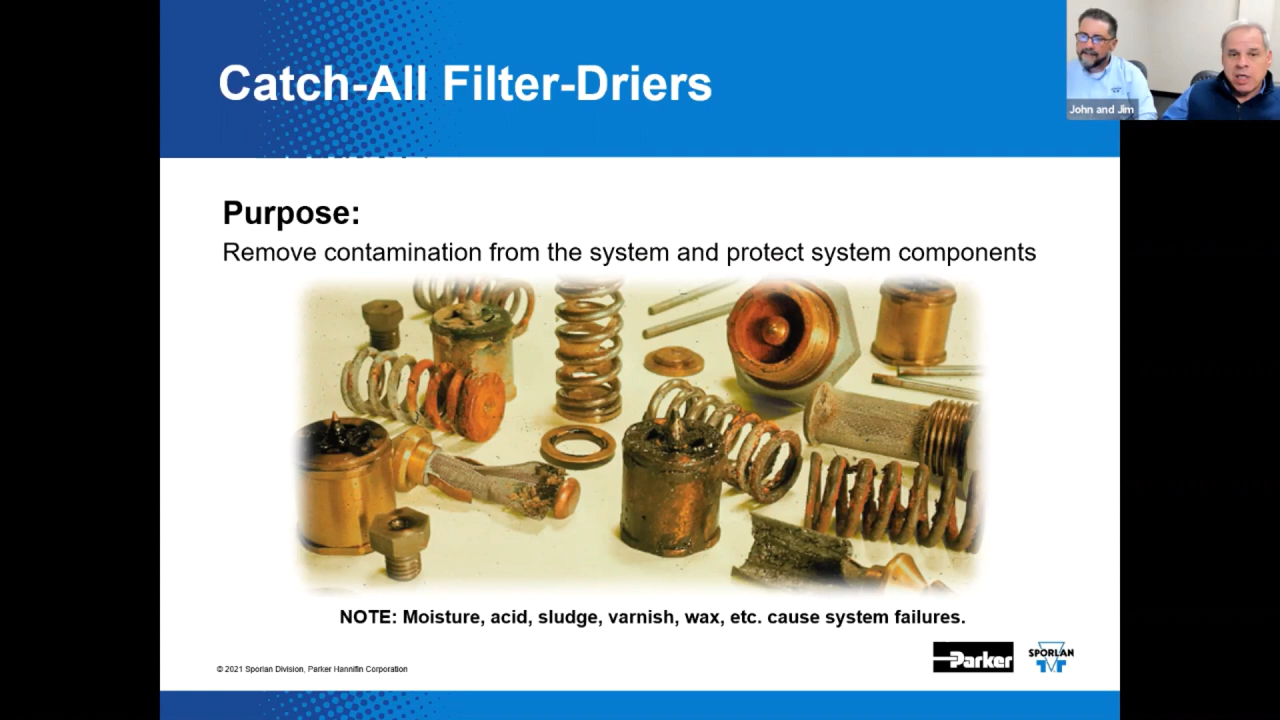 Catch-All Filter-Driers
John and Jim
Purpose:
Remove contamination from the system and protect system components
NOTE: Moisture, acid, sludge, varnish, wax, etc. cause system failures.
© 2021 Sporlan Division, Parker Hannifin Corporation
Parker
SPORLAN